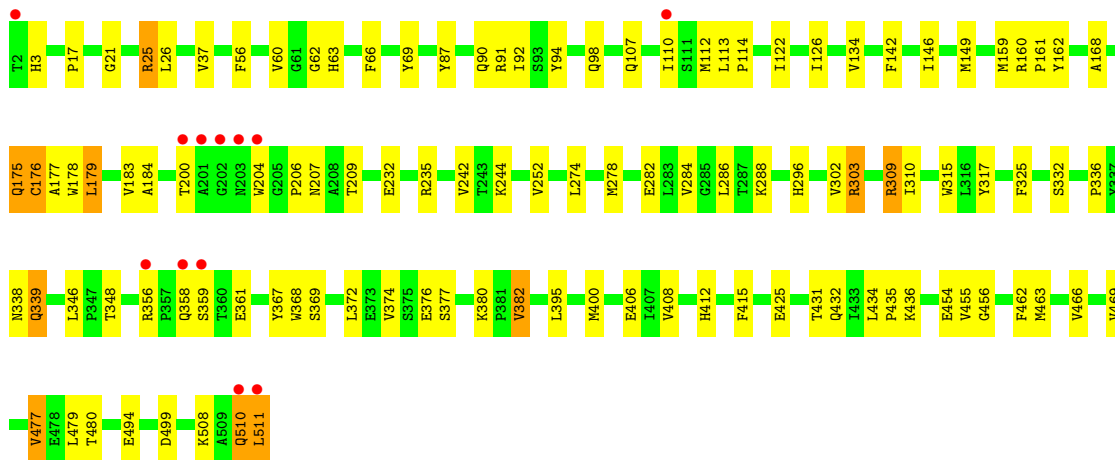 T2 H3 P17 G21 R25 L26 V37 F56 V60 G61 G62 H63 F66 Y69 Y87 Q90 R91 I92 S93 Y94 Q98 Q107 I110 S111 M112 L113 P114 I122 I126 V134 F142 I146 M149 M159 R160 P161 Y162 A168
Q175 C176 A177 W178 L179 V183 A184 T200 A201 G202 N203 W204 G205 P206 N207 A208 T209 E232 R235 V242 T243 K244 V252 L274 M278 E282 L283 V284 G285 L286 T287 K288 H296 V302 R303 R309 I310 W315 L316 Y317 F325 S332 P336 Y337
N338 Q339 L346 P347 T348 R356 P357 Q358 S359 T360 E361 Y367 W368 S369 L372 E373 V374 S375 E376 S377 K380 P381 V382 L395 M400 E406 I407 V408 H412 F415 E425 T431 Q432 I433 L434 P435 K436 E454 V455 G456 F462 M463 V466 V469
V477 E478 L479 T480 E494 D499 K508 A509 Q510 L511